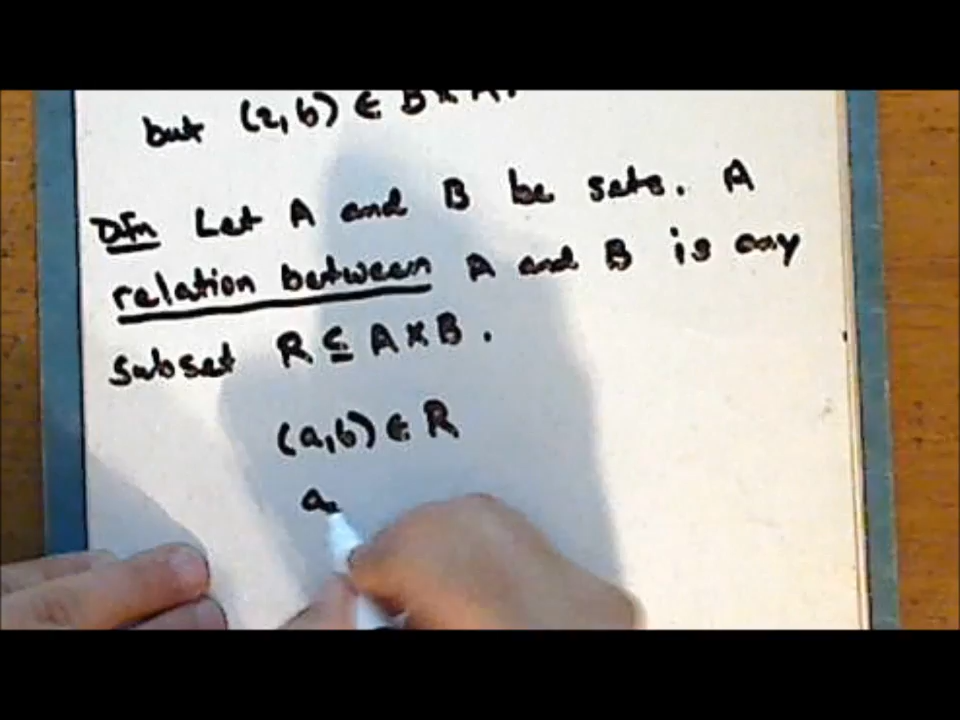 but (2,b) ∈ B×A.
Dfn Let A and B be sets. A
relation between A and B is any
subset R ⊆ A×B.
(a,b) ∈ R
a